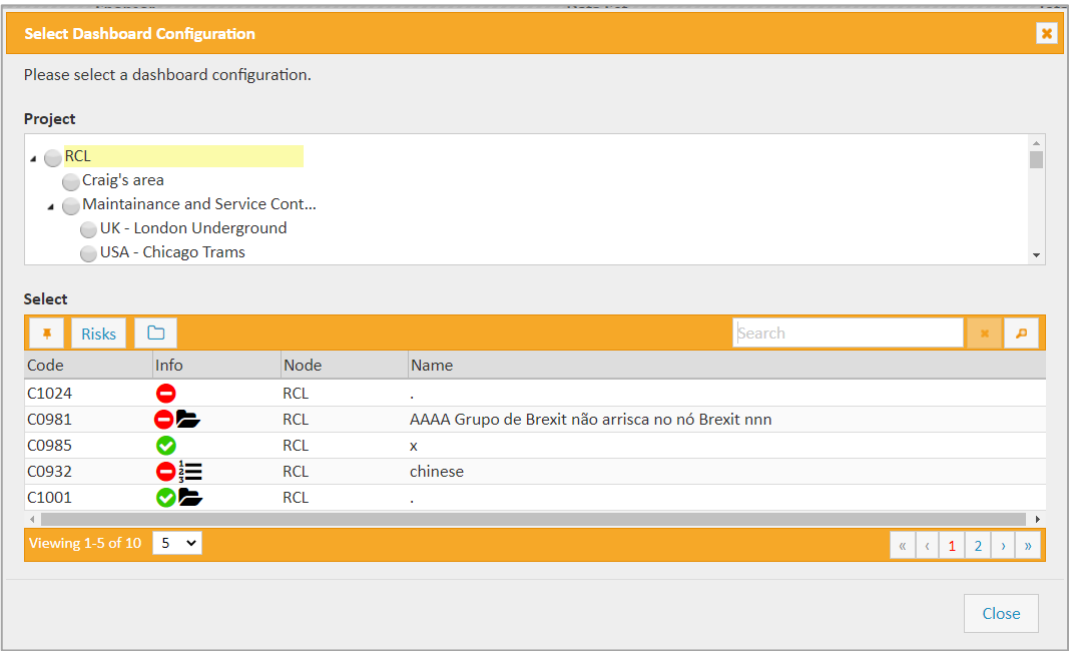 Select Dashboard Configuration
Please select a dashboard configuration.
Project
RCL
Craig's area
Maintainance and Service Cont...
UK - London Underground
USA - Chicago Trams
Select
Risks Search
Code Info Node Name
C1024 RCL .
C0981 RCL AAAA Grupo de Brexit não arrisca no nó Brexit nnn
C0985 RCL x
C0932 RCL chinese
C1001 RCL .
Viewing 1-5 of 10 5 « ‹ 1 2 › »
Close